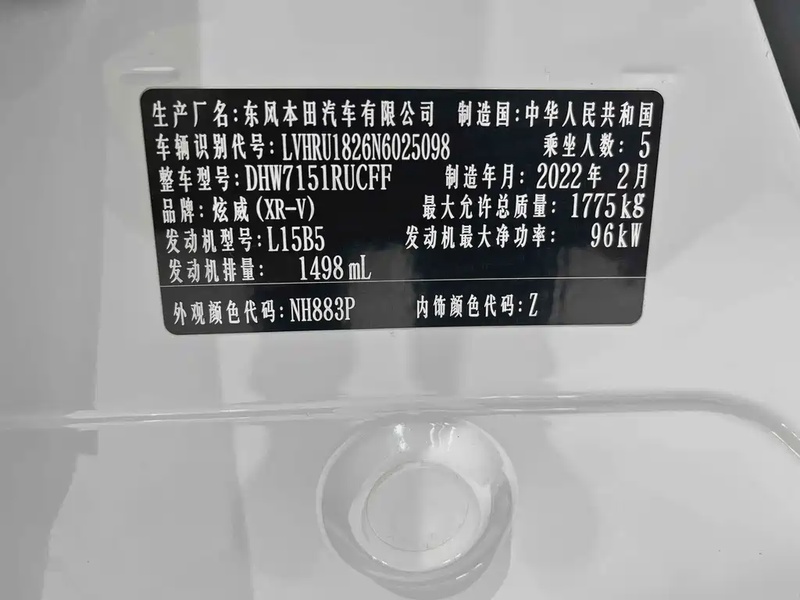 生产厂名:东风本田汽车有限公司 制造国:中华人民共和国
车辆识别代号:LVHRU1826N6025098 乘坐人数: 5
整车型号:DHW7151RUCFF 制造年月: 2022年 2月
品牌: 炫威(XR-V) 最大允许总质量: 1775kg
发动机型号:L15B5 发动机最大净功率: 96kW
发动机排量: 1498mL
外观颜色代码:NH883P 内饰颜色代码:Z